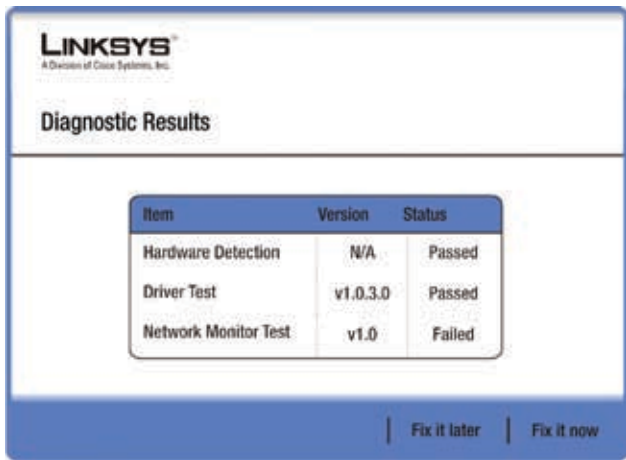 LINKSYS®
A Division of Cisco Systems, Inc.
Diagnostic Results
Item Version Status
Hardware Detection N/A Passed
Driver Test v1.0.3.0 Passed
Network Monitor Test v1.0 Failed
Fix it later Fix it now